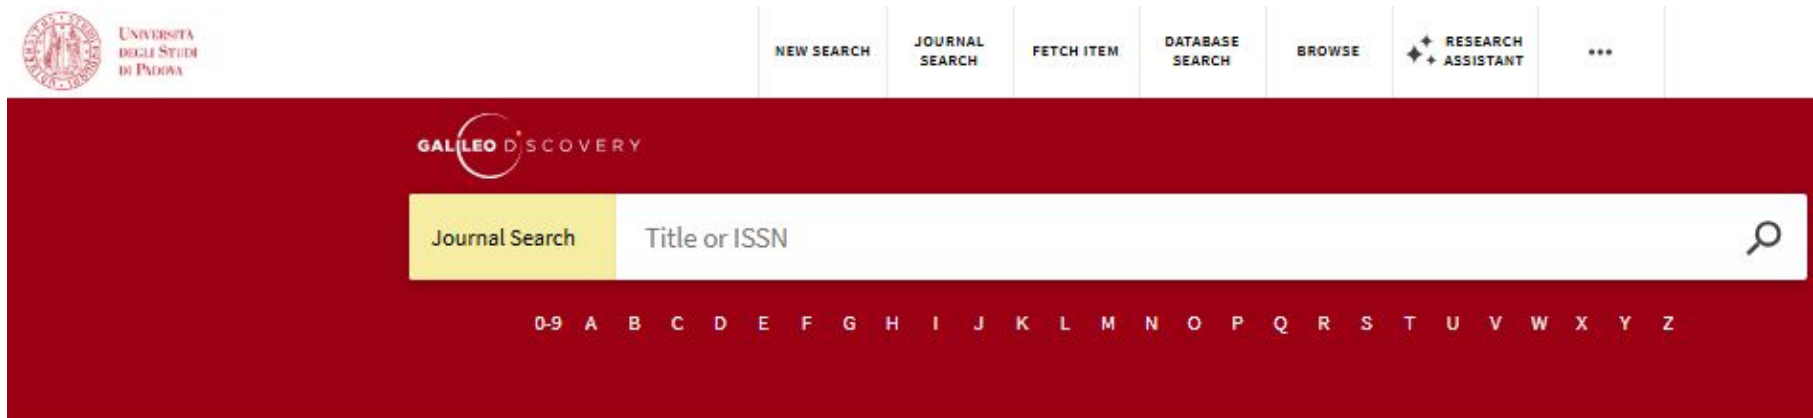 UNIVERSITÀ
DEGLI STUDI
DI PADOVA
NEW SEARCH
JOURNAL
SEARCH
FETCH ITEM
DATABASE
SEARCH
BROWSE
RESEARCH
ASSISTANT
•••
GALILEO DISCOVERY
Journal Search
Title or ISSN
0-9 A B C D E F G H I J K L M N O P Q R S T U V W X Y Z